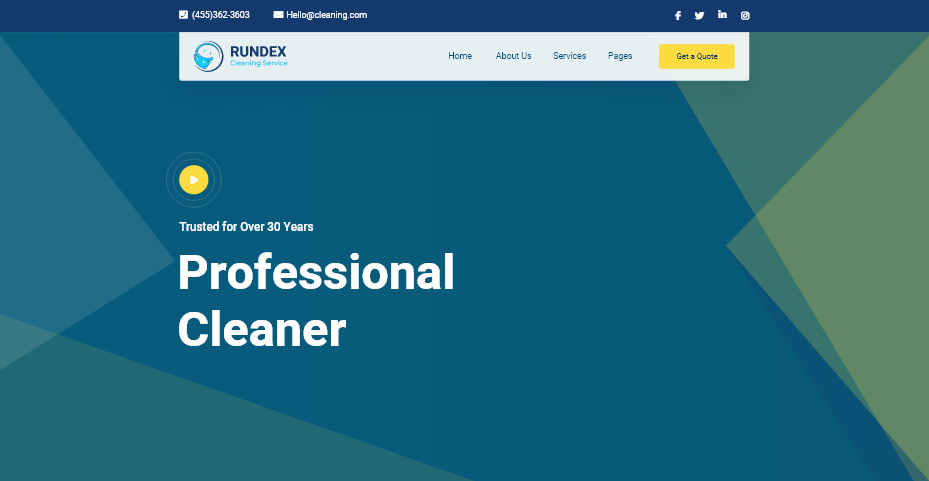 (455)362-3603 Hello@cleaning.com
RUNDEX
Cleaning Service
Home About Us Services Pages Get a Quote
Trusted for Over 30 Years
Professional
Cleaner